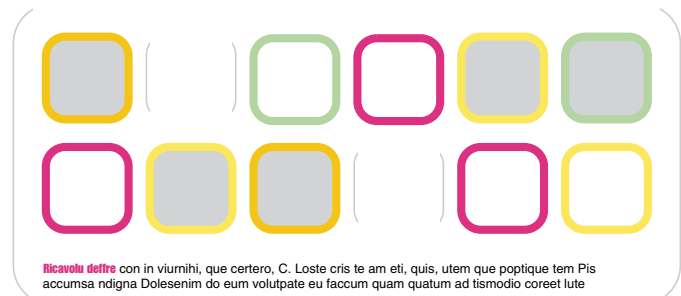 Ricavolu deffre con in viurnihi, que certero, C. Loste cris te am eti, quis, utem que poptique tem Pis
accumsa ndigna Dolesenim do eum volutpate eu faccum quam quatum ad tismodio coreet lute